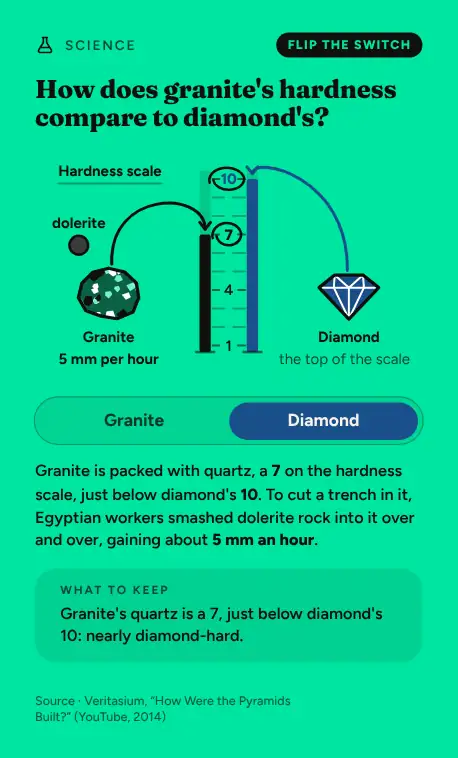 SCIENCE
FLIP THE SWITCH
How does granite's hardness
compare to diamond's?
Hardness scale
10
dolerite
7
4
1
Granite
5 mm per hour
Diamond
the top of the scale
Granite
Diamond
Granite is packed with quartz, a 7 on the hardness
scale, just below diamond's 10. To cut a trench in it,
Egyptian workers smashed dolerite rock into it over
and over, gaining about 5 mm an hour.
WHAT TO KEEP
Granite's quartz is a 7, just below diamond's
10: nearly diamond-hard.
Source · Veritasium, “How Were the Pyramids
Built?” (YouTube, 2014)